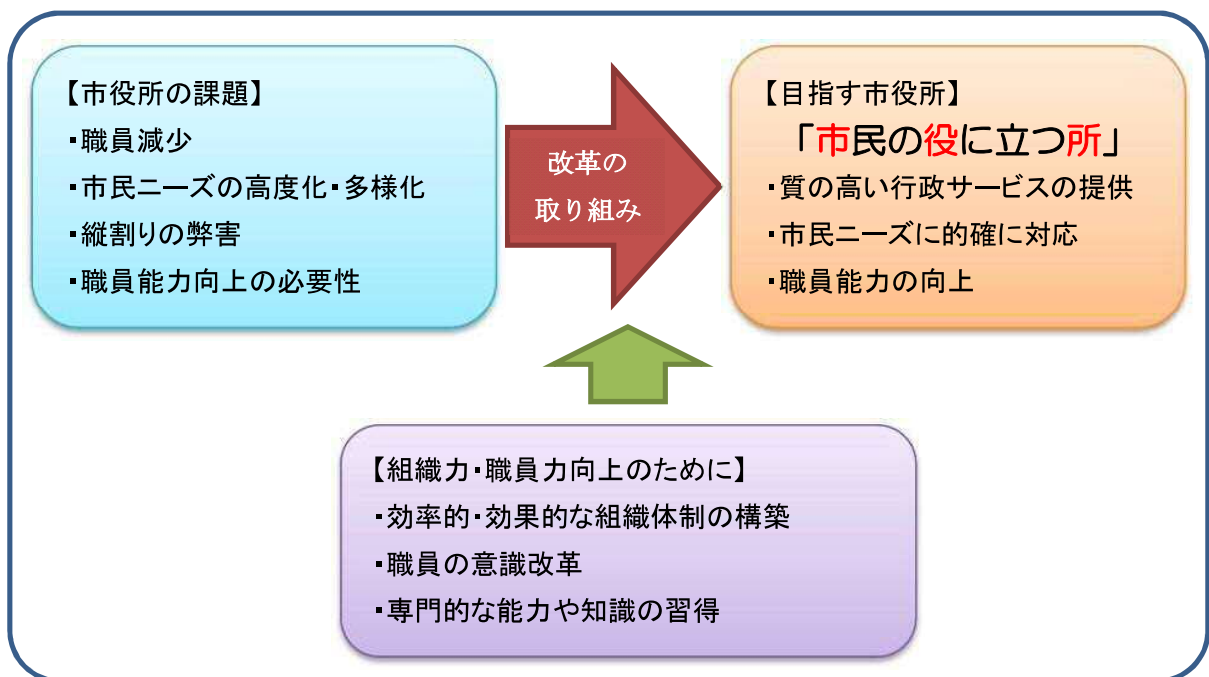 【市役所の課題】
・職員減少
・市民ニーズの高度化・多様化
・縦割りの弊害
・職員能力向上の必要性
改革の
取り組み
【目指す市役所】
「市民の役に立つ所」
・質の高い行政サービスの提供
・市民ニーズに的確に対応
・職員能力の向上
【組織力・職員力向上のために】
・効率的・効果的な組織体制の構築
・職員の意識改革
・専門的な能力や知識の習得